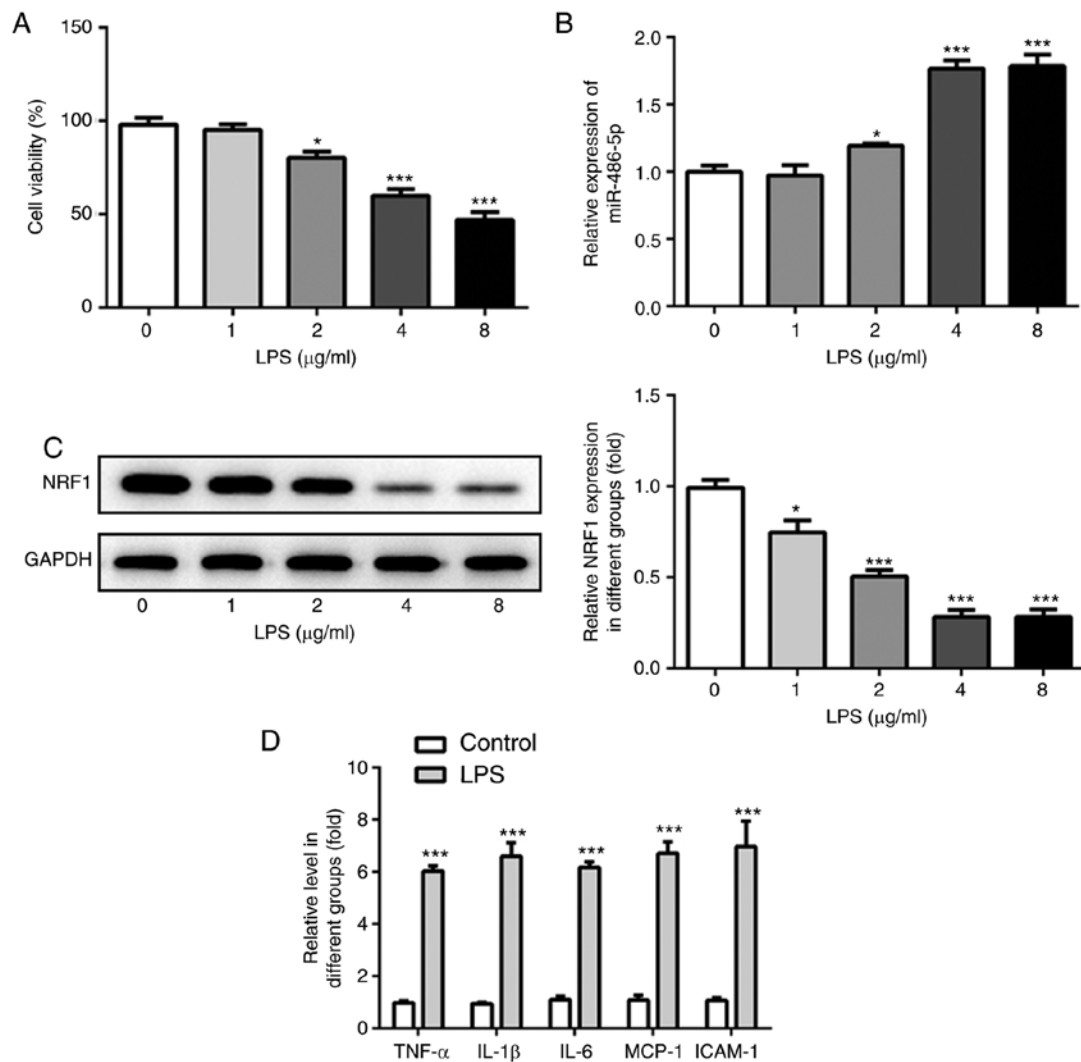 A
150
100
50
0
Cell viability (%)
*
***
***
0 1 2 4 8
LPS (μg/ml)
B
2.0
1.5
1.0
0.5
0.0
Relative expression of
miR-486-5p
*
***
***
0 1 2 4 8
LPS (μg/ml)
C
NRF1
GAPDH
0 1 2 4 8
LPS (μg/ml)
1.5
1.0
0.5
0.0
Relative NRF1 expression
in different groups (fold)
*
***
***
***
0 1 2 4 8
LPS (μg/ml)
D
Control
LPS
10
8
6
4
2
0
Relative level in
different groups (fold)
***
***
***
***
***
TNF-α IL-1β IL-6 MCP-1 ICAM-1